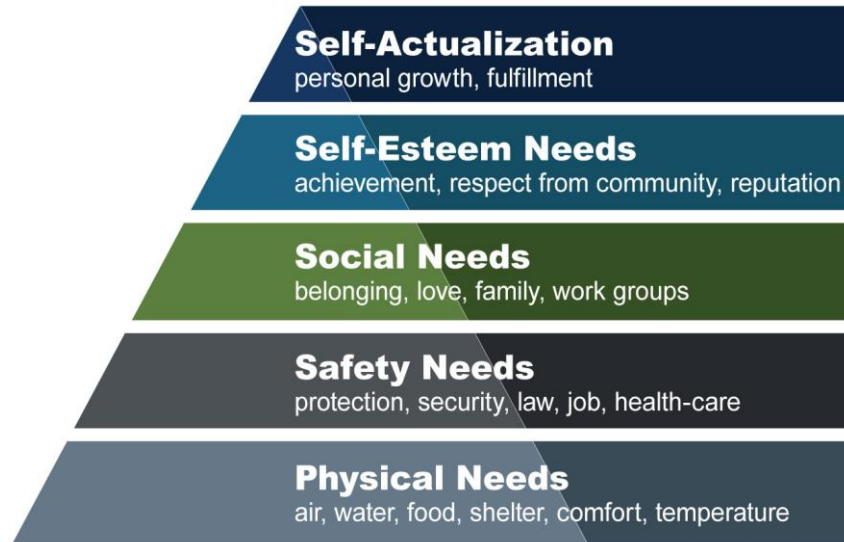 Self-Actualization
personal growth, fulfillment
Self-Esteem Needs
achievement, respect from community, reputation
Social Needs
belonging, love, family, work groups
Safety Needs
protection, security, law, job, health-care
Physical Needs
air, water, food, shelter, comfort, temperature